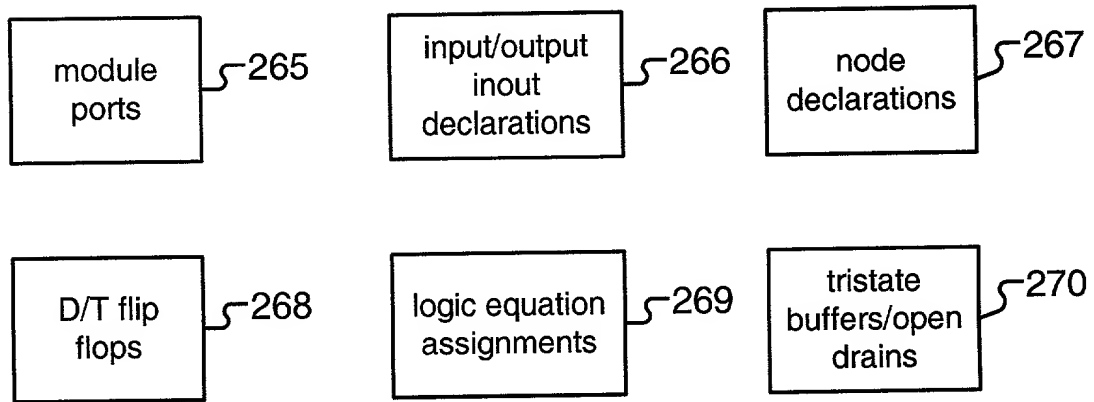 module
ports
265
input/output
inout
declarations
266
node
declarations
267
D/T flip
flops
268
logic equation
assignments
269
tristate
buffers/open
drains
270